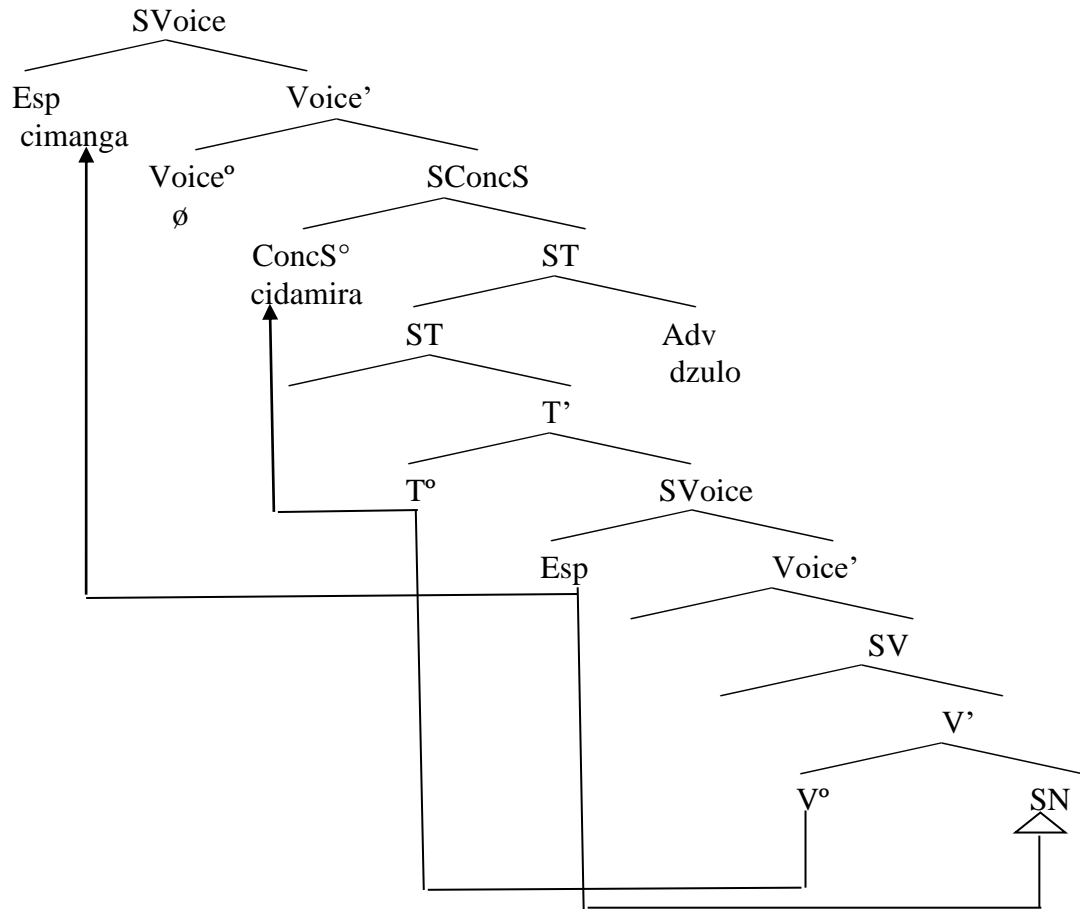 SVoice
Esp Voice’
cimanga
Voiceº SConcS
ø
ConcS° ST
cidamira
ST Adv
dzulo
T’
Tº SVoice
Esp Voice’
SV
V’
Vº SN